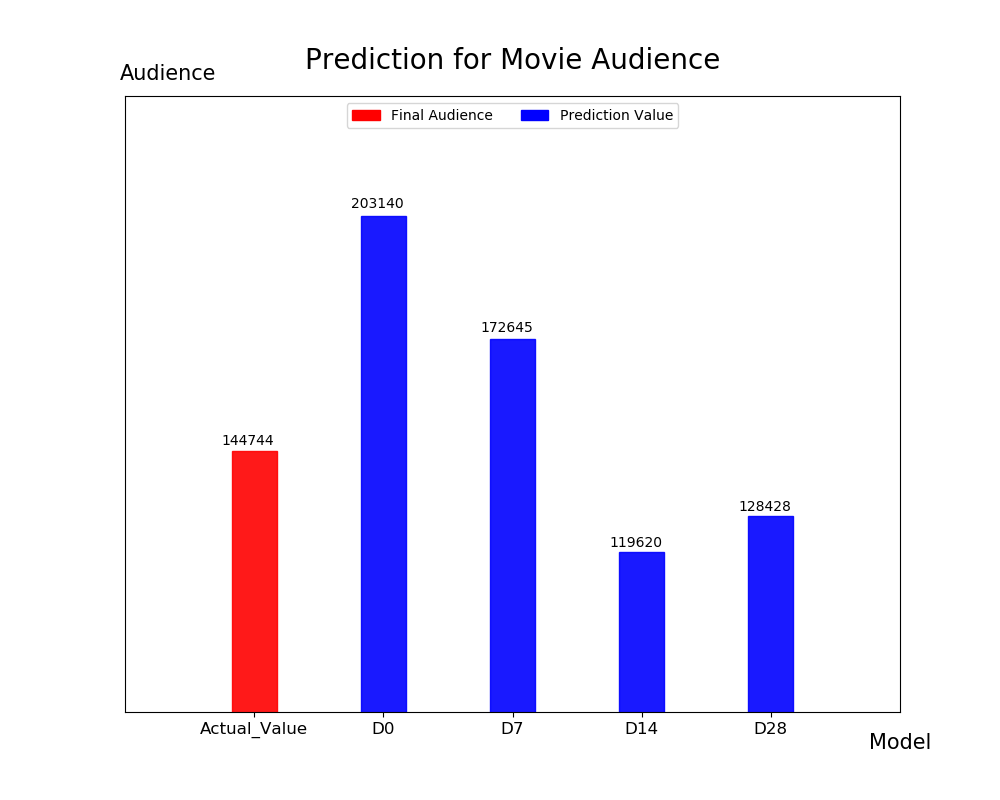 Prediction for Movie Audience
Audience
Final Audience Prediction Value
203140
172645
144744
128428
119620
Actual_Value D0 D7 D14 D28
Model